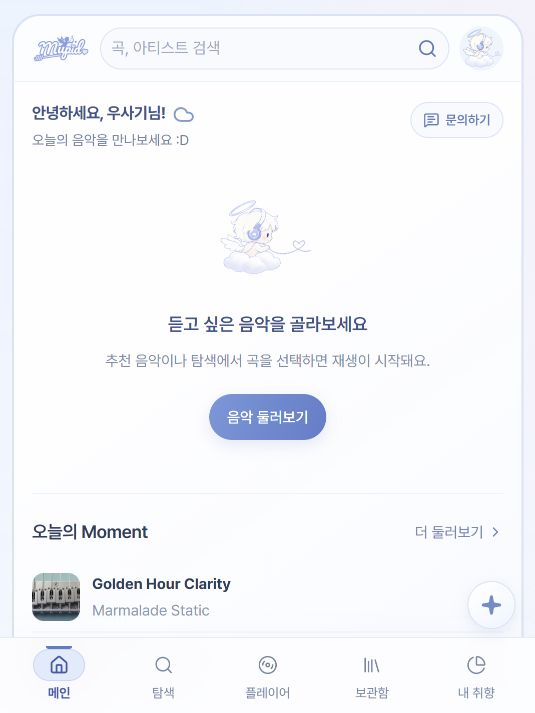 Mypid
곡, 아티스트 검색
안녕하세요, 우사기님!
오늘의 음악을 만나보세요 :D
문의하기
듣고 싶은 음악을 골라보세요
추천 음악이나 탐색에서 곡을 선택하면 재생이 시작돼요.
음악 둘러보기
오늘의 Moment
더 둘러보기
Golden Hour Clarity
Marmalade Static
메인
탐색
플레이어
보관함
내 취향